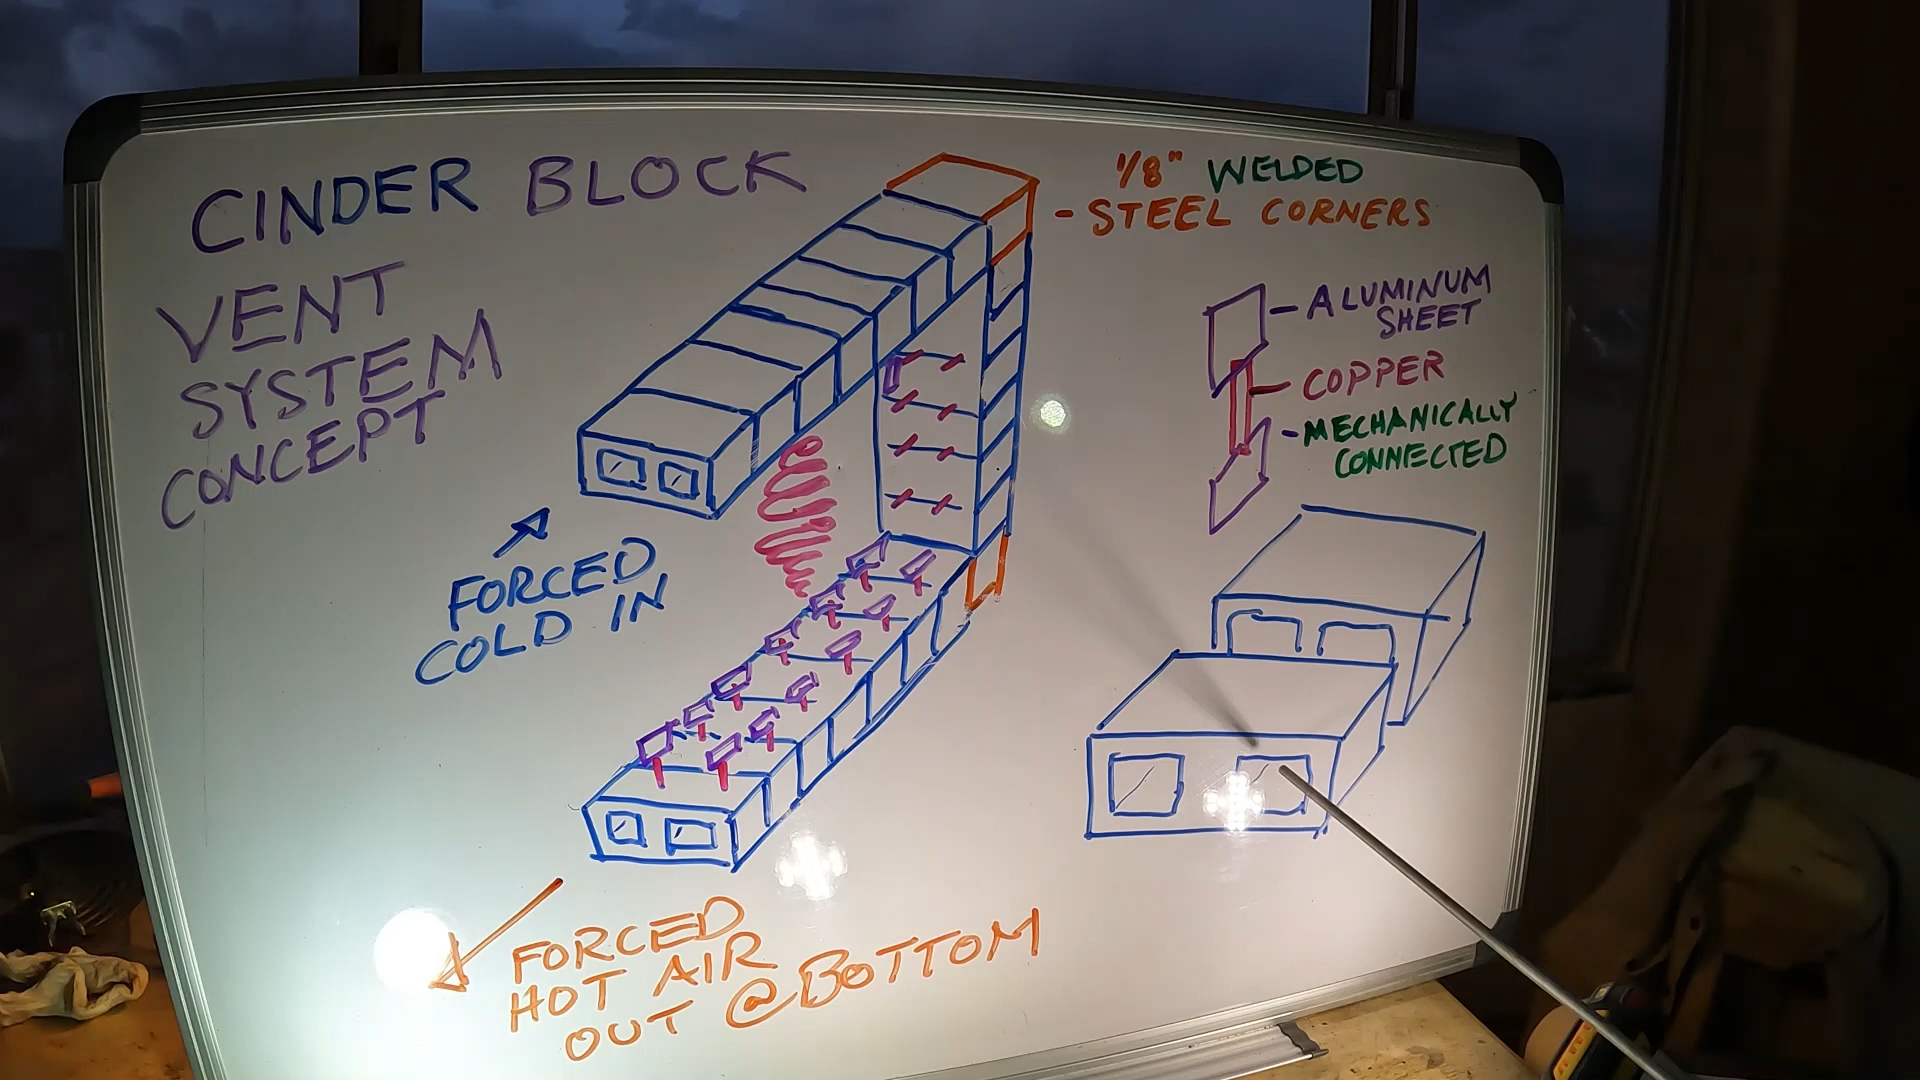 CINDER BLOCK
VENT
SYSTEM
CONCEPT
1/8" WELDED
- STEEL CORNERS
- ALUMINUM
SHEET
- COPPER
- MECHANICALLY
CONNECTED
FORCED
COLD IN
FORCED
HOT AIR
OUT @ BOTTOM